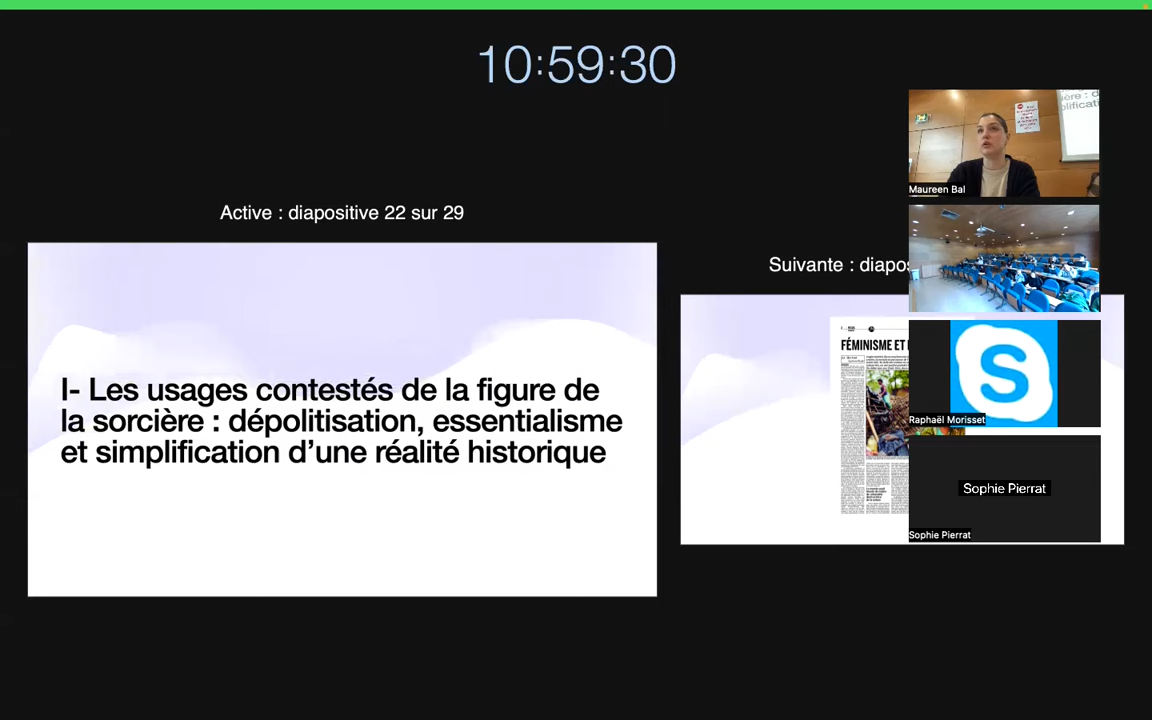 10:59:30
Active : diapositive 22 sur 29
I- Les usages contestés de la figure de
la sorcière : dépolitisation, essentialisme
et simplification d'une réalité historique
Suivante : diapos
FÉMINISME ET
Maureen Bal
Raphaël Morisset
Sophie Pierrat
Sophie Pierrat